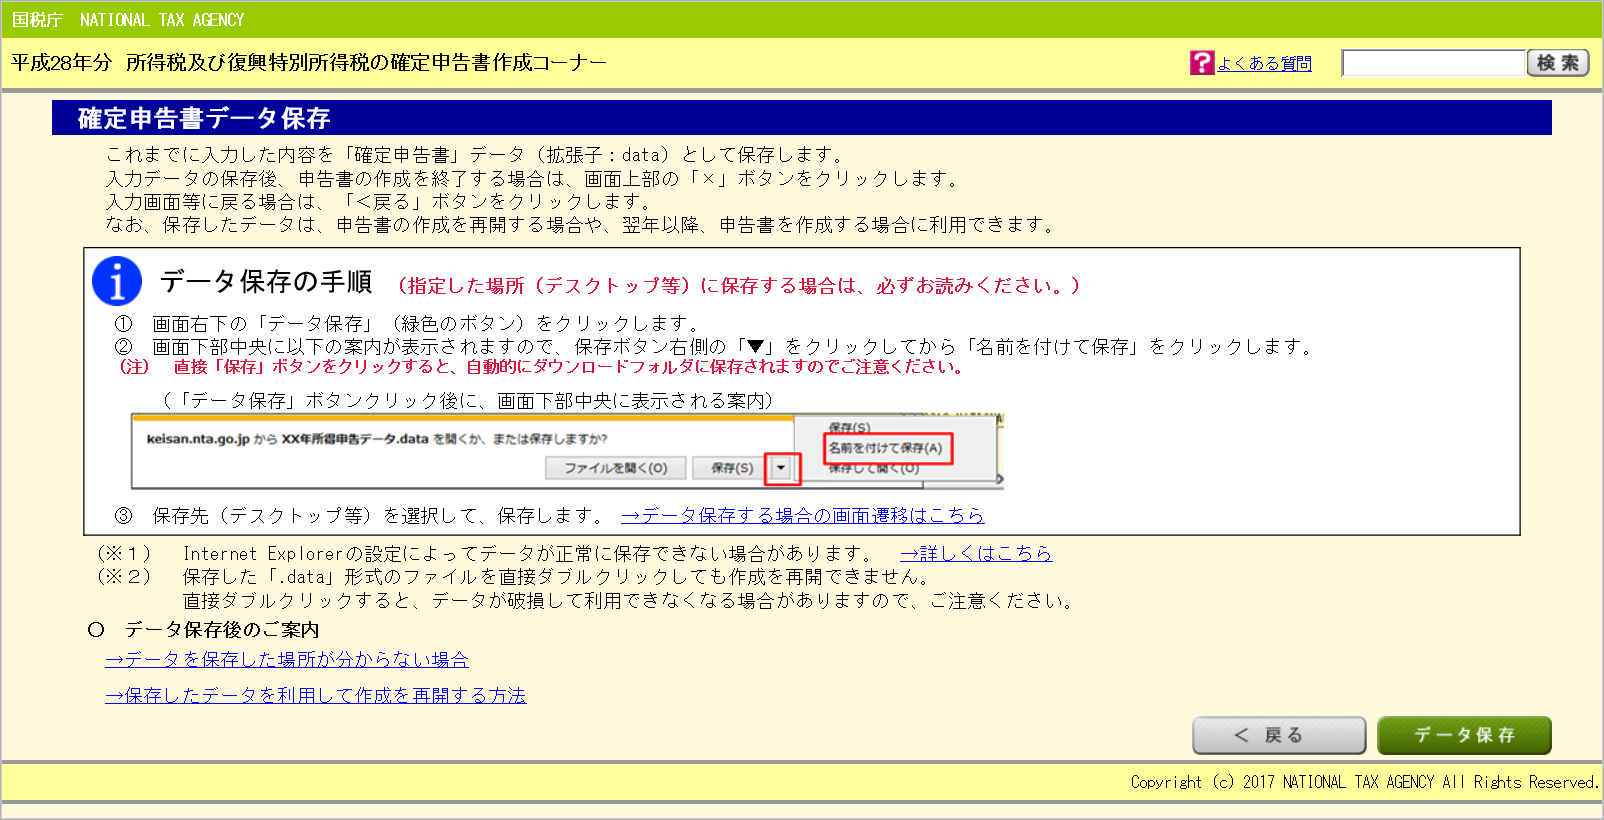 国税庁　NATIONAL TAX AGENCY
平成28年分　所得税及び復興特別所得税の確定申告書作成コーナー
よくある質問
検索
確定申告書データ保存
これまでに入力した内容を「確定申告書」データ（拡張子：data）として保存します。
入力データの保存後、申告書の作成を終了する場合は、画面上部の「×」ボタンをクリックします。
入力画面等に戻る場合は、「＜戻る」ボタンをクリックします。
なお、保存したデータは、申告書の作成を再開する場合や、翌年以降、申告書を作成する場合に利用できます。
データ保存の手順　（指定した場所（デスクトップ等）に保存する場合は、必ずお読みください。）
①　画面右下の「データ保存」（緑色のボタン）をクリックします。
②　画面下部中央に以下の案内が表示されますので、保存ボタン右側の「▼」をクリックしてから「名前を付けて保存」をクリックします。
（注）　直接「保存」ボタンをクリックすると、自動的にダウンロードフォルダに保存されますのでご注意ください。
（「データ保存」ボタンクリック後に、画面下部中央に表示される案内）
keisan.nta.go.jp から XX年所得申告データ.data を開くか、または保存しますか?
ファイルを開く(O)
保存(S)
▼
保存(S)
名前を付けて保存(A)
保存して開く(O)
③　保存先（デスクトップ等）を選択して、保存します。　→データ保存する場合の画面遷移はこちら
（※１）　Internet Explorerの設定によってデータが正常に保存できない場合があります。　→詳しくはこちら
（※２）　保存した「.data」形式のファイルを直接ダブルクリックしても作成を再開できません。
直接ダブルクリックすると、データが破損して利用できなくなる場合がありますので、ご注意ください。
○　データ保存後のご案内
→データを保存した場所が分からない場合
→保存したデータを利用して作成を再開する方法
＜ 戻る
データ保存
Copyright (c) 2017 NATIONAL TAX AGENCY All Rights Reserved.